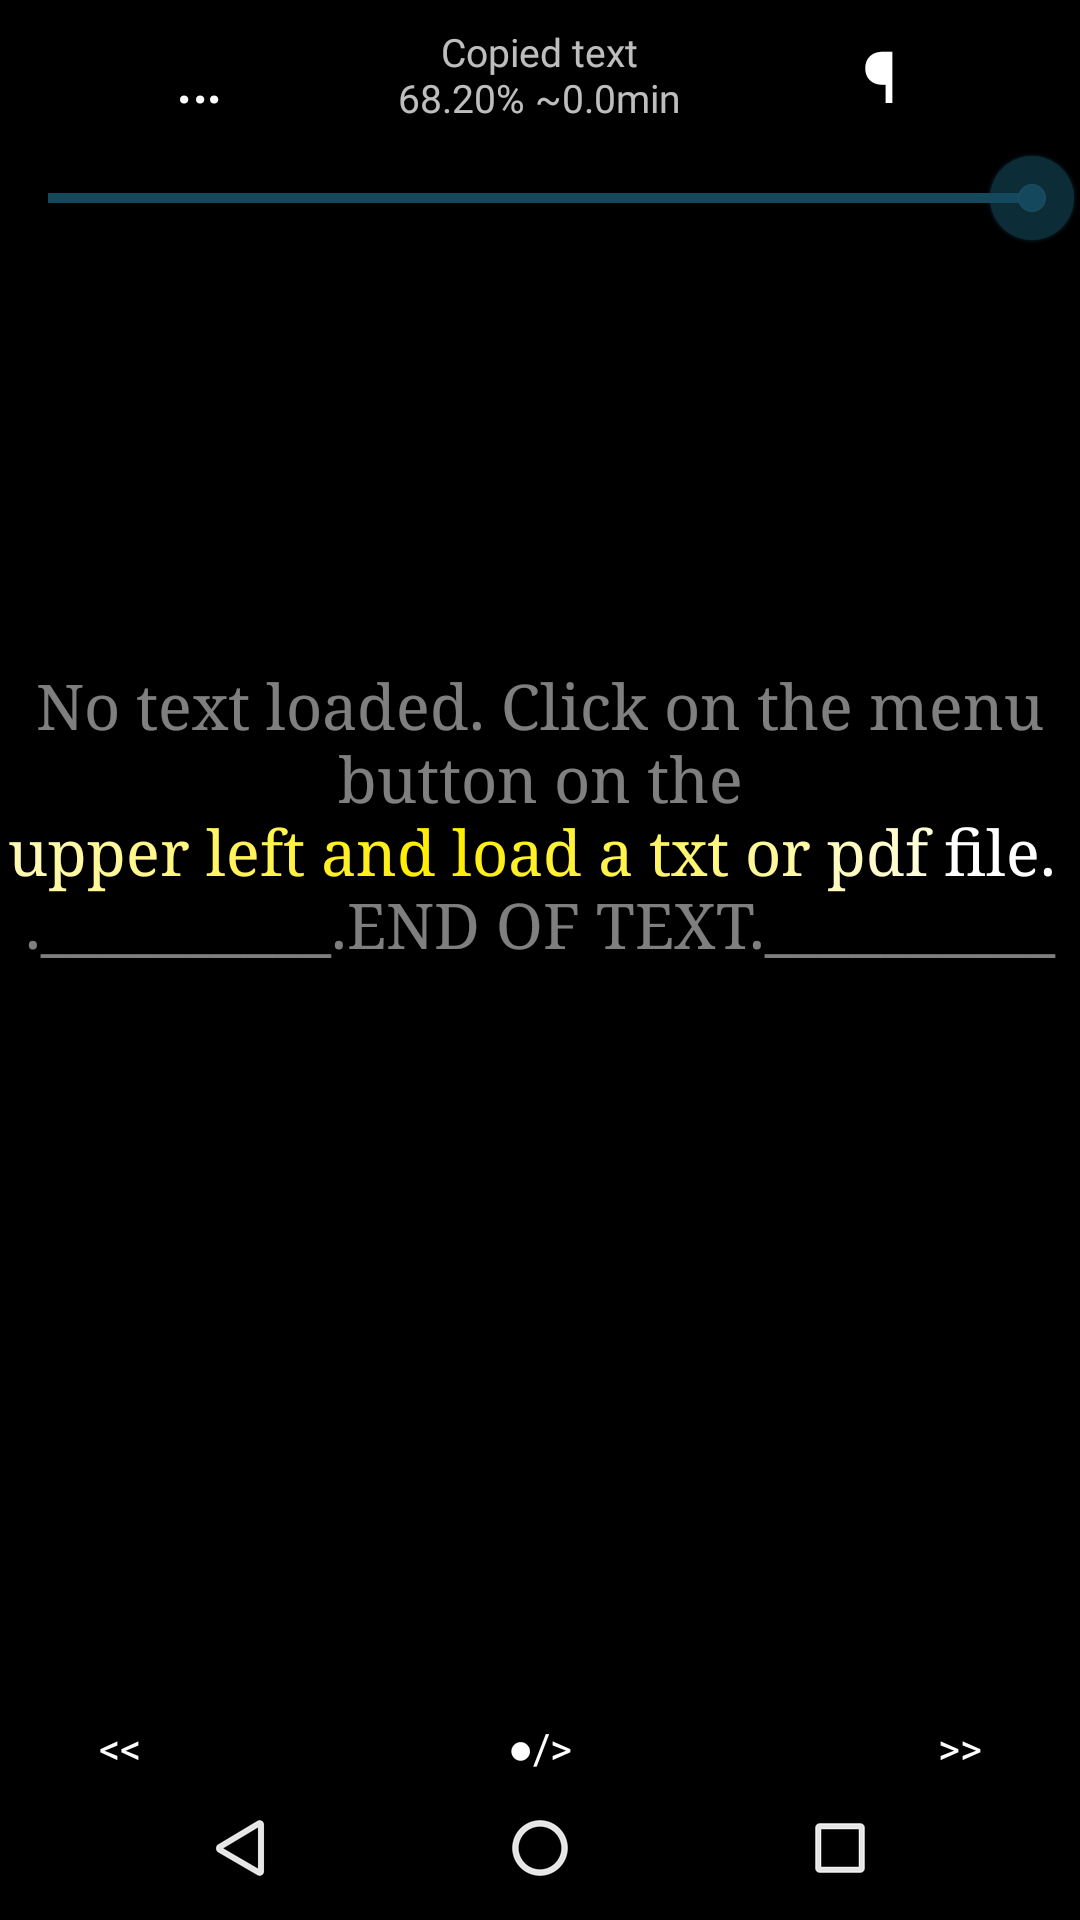 Copied text
... 68.20% ~0.0min ¶
No text loaded. Click on the menu
button on the
upper left and load a txt or pdf file.
.__________.END OF TEXT.__________
<< ●/> >>